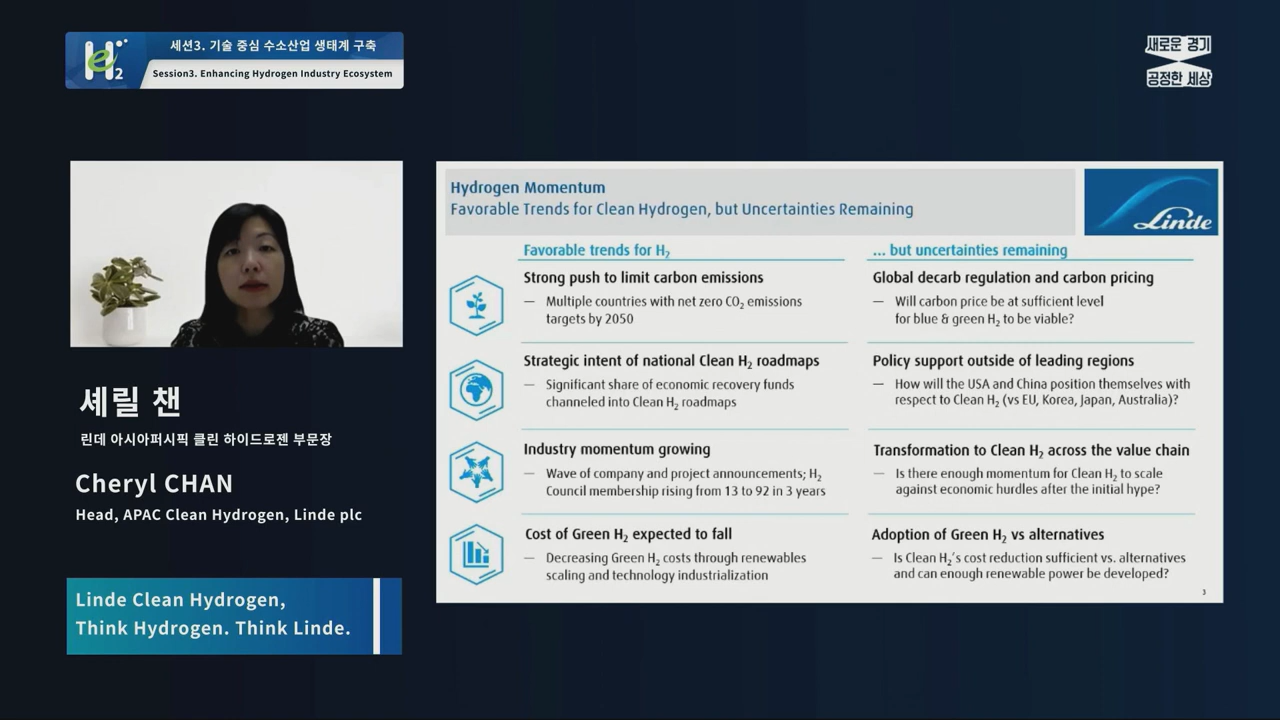 H2e
세션3. 기술 중심 수소산업 생태계 구축
Session3. Enhancing Hydrogen Industry Ecosystem
새로운 경기
공정한 세상
셰릴 챈
린데 아시아퍼시픽 클린 하이드로젠 부문장
Cheryl CHAN
Head, APAC Clean Hydrogen, Linde plc
Linde Clean Hydrogen,
Think Hydrogen. Think Linde.
Hydrogen Momentum
Favorable Trends for Clean Hydrogen, but Uncertainties Remaining
Linde
Favorable trends for H₂
Strong push to limit carbon emissions
— Multiple countries with net zero CO₂ emissions
targets by 2050
Strategic intent of national Clean H₂ roadmaps
— Significant share of economic recovery funds
channeled into Clean H₂ roadmaps
Industry momentum growing
— Wave of company and project announcements; H₂
Council membership rising from 13 to 92 in 3 years
Cost of Green H₂ expected to fall
— Decreasing Green H₂ costs through renewables
scaling and technology industrialization
... but uncertainties remaining
Global decarb regulation and carbon pricing
— Will carbon price be at sufficient level
for blue & green H₂ to be viable?
Policy support outside of leading regions
— How will the USA and China position themselves with
respect to Clean H₂ (vs EU, Korea, Japan, Australia)?
Transformation to Clean H₂ across the value chain
— Is there enough momentum for Clean H₂ to scale
against economic hurdles after the initial hype?
Adoption of Green H₂ vs alternatives
— Is Clean H₂'s cost reduction sufficient vs. alternatives
and can enough renewable power be developed?
3